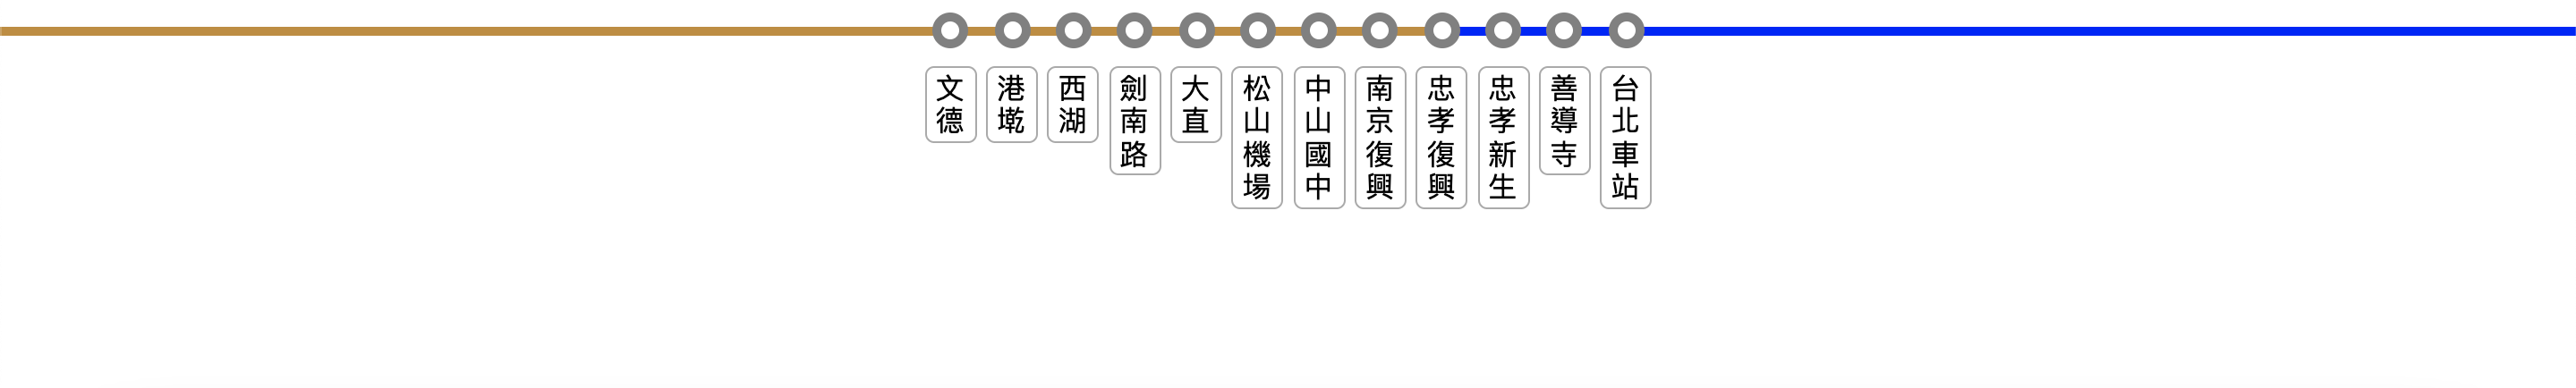 文德
港墘
西湖
劍南路
大直
松山機場
中山國中
南京復興
忠孝復興
忠孝新生
善導寺
台北車站